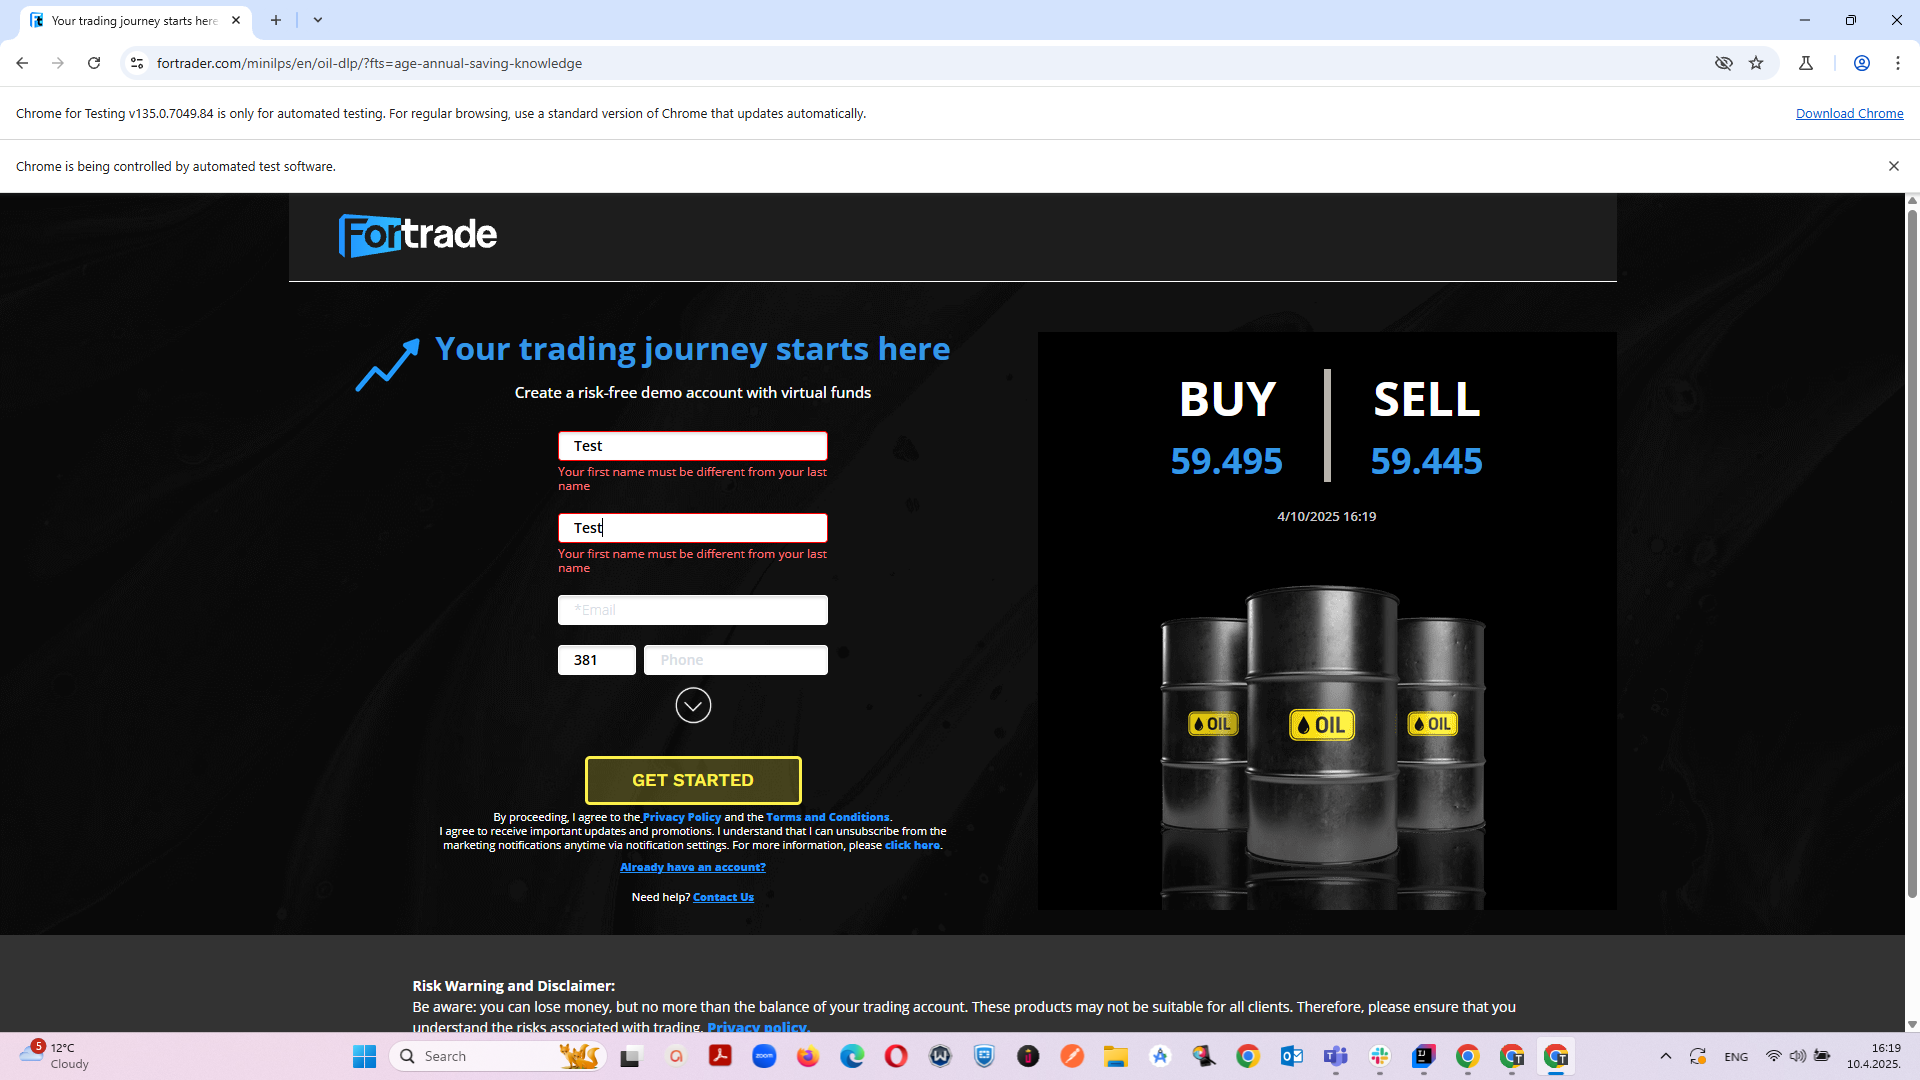 Your trading journey starts here
fortrader.com/minilps/en/oil-dlp/?fts=age-annual-saving-knowledge
Chrome for Testing v135.0.7049.84 is only for automated testing. For regular browsing, use a standard version of Chrome that updates automatically.
Download Chrome
Chrome is being controlled by automated test software.
Fortrade
Your trading journey starts here
Create a risk-free demo account with virtual funds
Test
Your first name must be different from your last
name
Test
Your first name must be different from your last
name
*Email
381
Phone
GET STARTED
By proceeding, I agree to the Privacy Policy and the Terms and Conditions.
I agree to receive important updates and promotions. I understand that I can unsubscribe from the
marketing notifications anytime via notification settings. For more information, please click here.
Already have an account?
Need help? Contact Us
BUY
SELL
59.495
59.445
4/10/2025 16:19
OIL
OIL
OIL
Risk Warning and Disclaimer:
Be aware: you can lose money, but no more than the balance of your trading account. These products may not be suitable for all clients. Therefore, please ensure that you
understand the risks associated with trading. Privacy policy.
5
12°C
Cloudy
Search
zoom
ENG
16:19
10.4.2025.